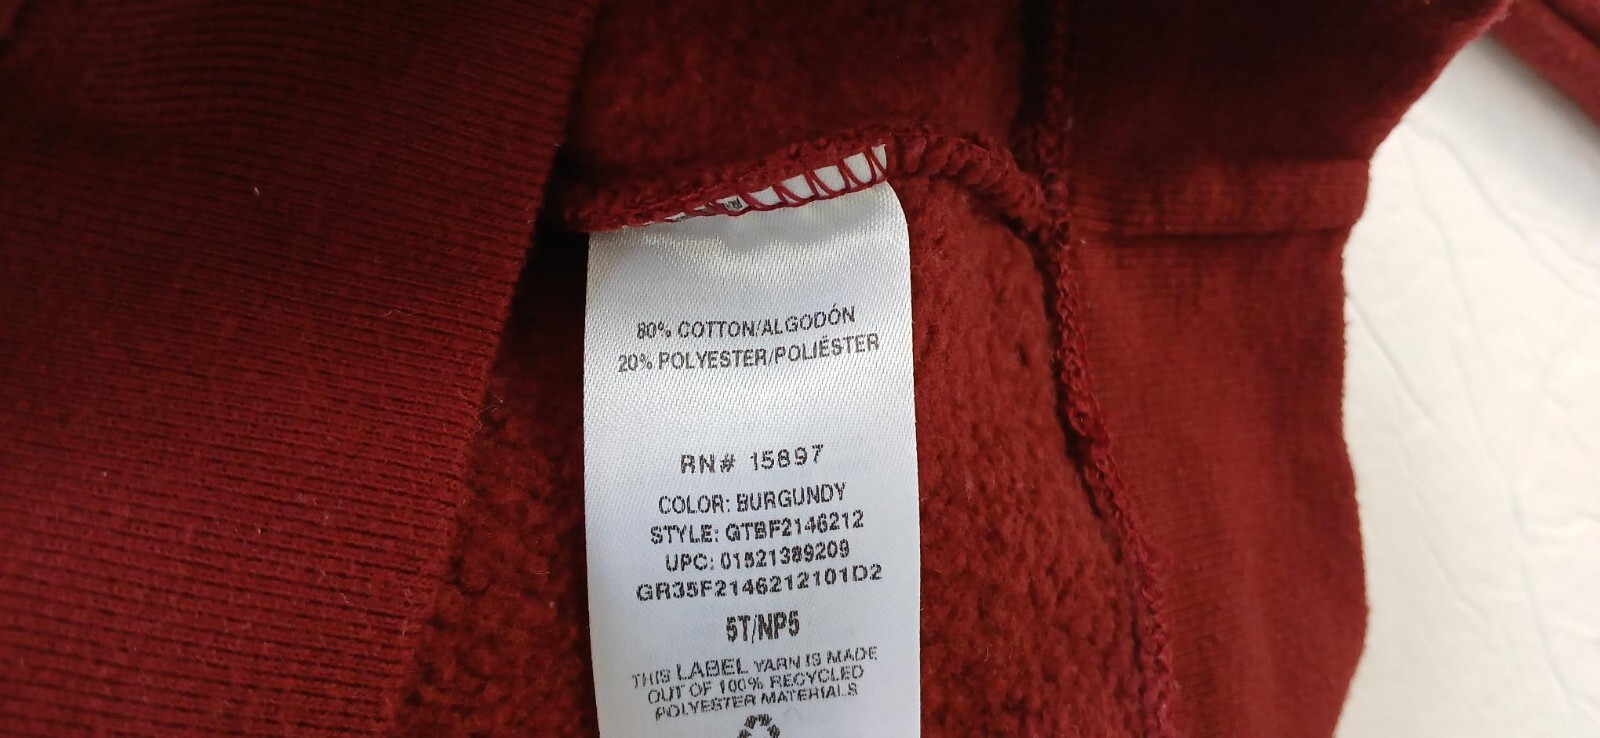 80% COTTON/ALGODÓN
20% POLYESTER/POLIÉSTER
RN# 15897
COLOR: BURGUNDY
STYLE: GTBF2146212
UPC: 01521389209
GR35F2146212101D2
5T/NP5
THIS LABEL YARN IS MADE
OUT OF 100% RECYCLED
POLYESTER MATERIALS